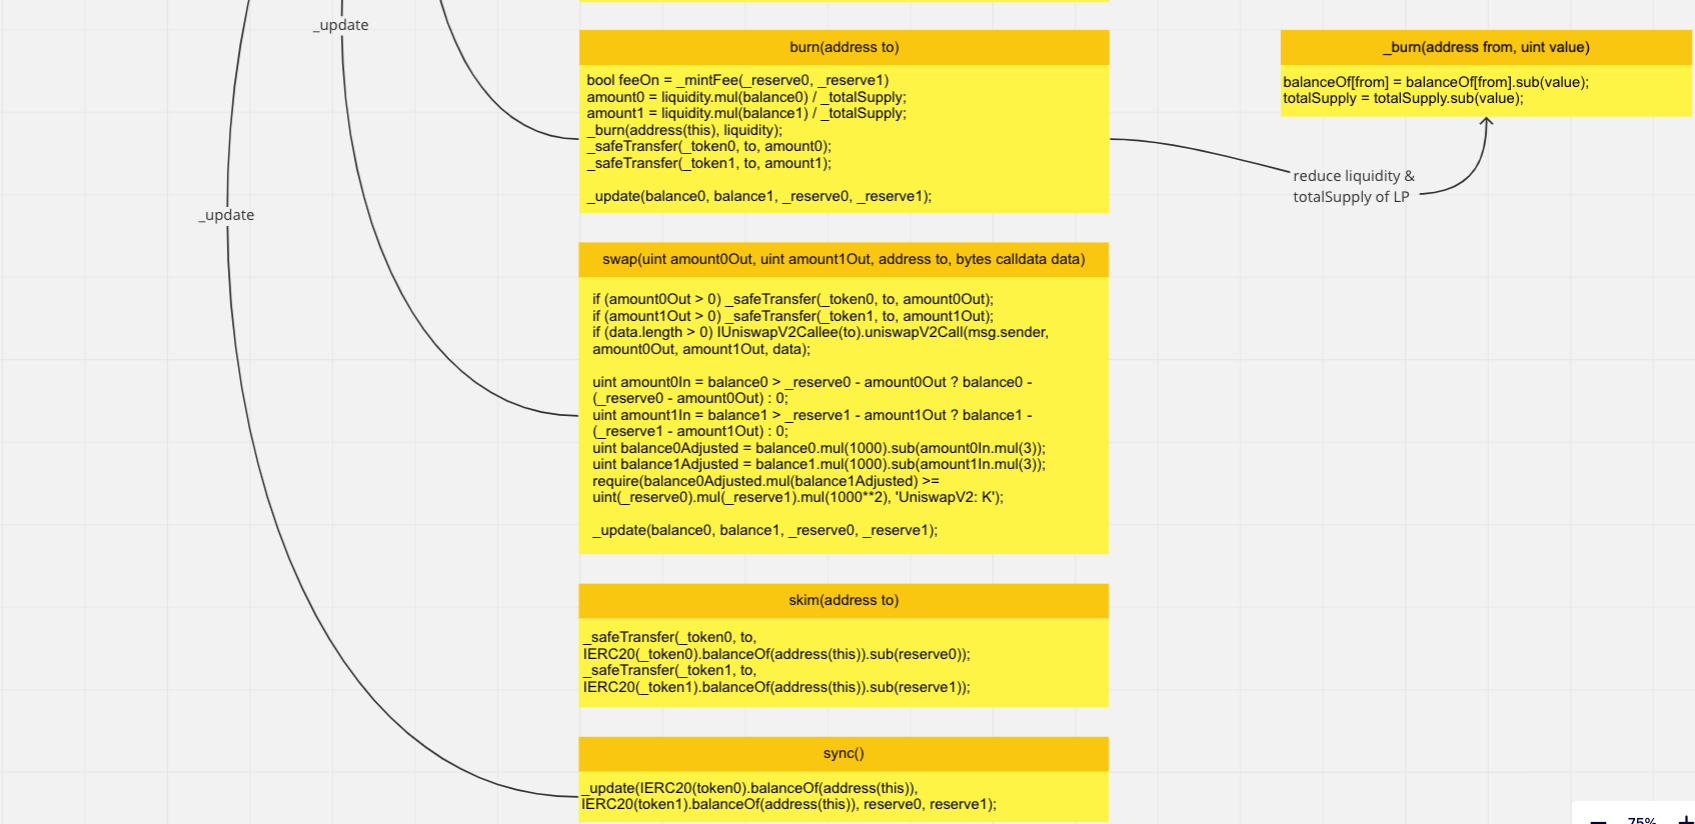 _update
burn(address to)
bool feeOn = _mintFee(_reserve0, _reserve1)
amount0 = liquidity.mul(balance0) / _totalSupply;
amount1 = liquidity.mul(balance1) / _totalSupply;
_burn(address(this), liquidity);
_safeTransfer(_token0, to, amount0);
_safeTransfer(_token1, to, amount1);
_update(balance0, balance1, _reserve0, _reserve1);
_burn(address from, uint value)
balanceOf[from] = balanceOf[from].sub(value);
totalSupply = totalSupply.sub(value);
reduce liquidity &
totalSupply of LP
_update
swap(uint amount0Out, uint amount1Out, address to, bytes calldata data)
if (amount0Out > 0) _safeTransfer(_token0, to, amount0Out);
if (amount1Out > 0) _safeTransfer(_token1, to, amount1Out);
if (data.length > 0) IUniswapV2Callee(to).uniswapV2Call(msg.sender,
amount0Out, amount1Out, data);
uint amount0In = balance0 > _reserve0 - amount0Out ? balance0 -
(_reserve0 - amount0Out) : 0;
uint amount1In = balance1 > _reserve1 - amount1Out ? balance1 -
(_reserve1 - amount1Out) : 0;
uint balance0Adjusted = balance0.mul(1000).sub(amount0In.mul(3));
uint balance1Adjusted = balance1.mul(1000).sub(amount1In.mul(3));
require(balance0Adjusted.mul(balance1Adjusted) >=
uint(_reserve0).mul(_reserve1).mul(1000**2), 'UniswapV2: K');
_update(balance0, balance1, _reserve0, _reserve1);
skim(address to)
_safeTransfer(_token0, to,
IERC20(_token0).balanceOf(address(this)).sub(reserve0));
_safeTransfer(_token1, to,
IERC20(_token1).balanceOf(address(this)).sub(reserve1));
sync()
_update(IERC20(token0).balanceOf(address(this)),
IERC20(token1).balanceOf(address(this)), reserve0, reserve1);
75%